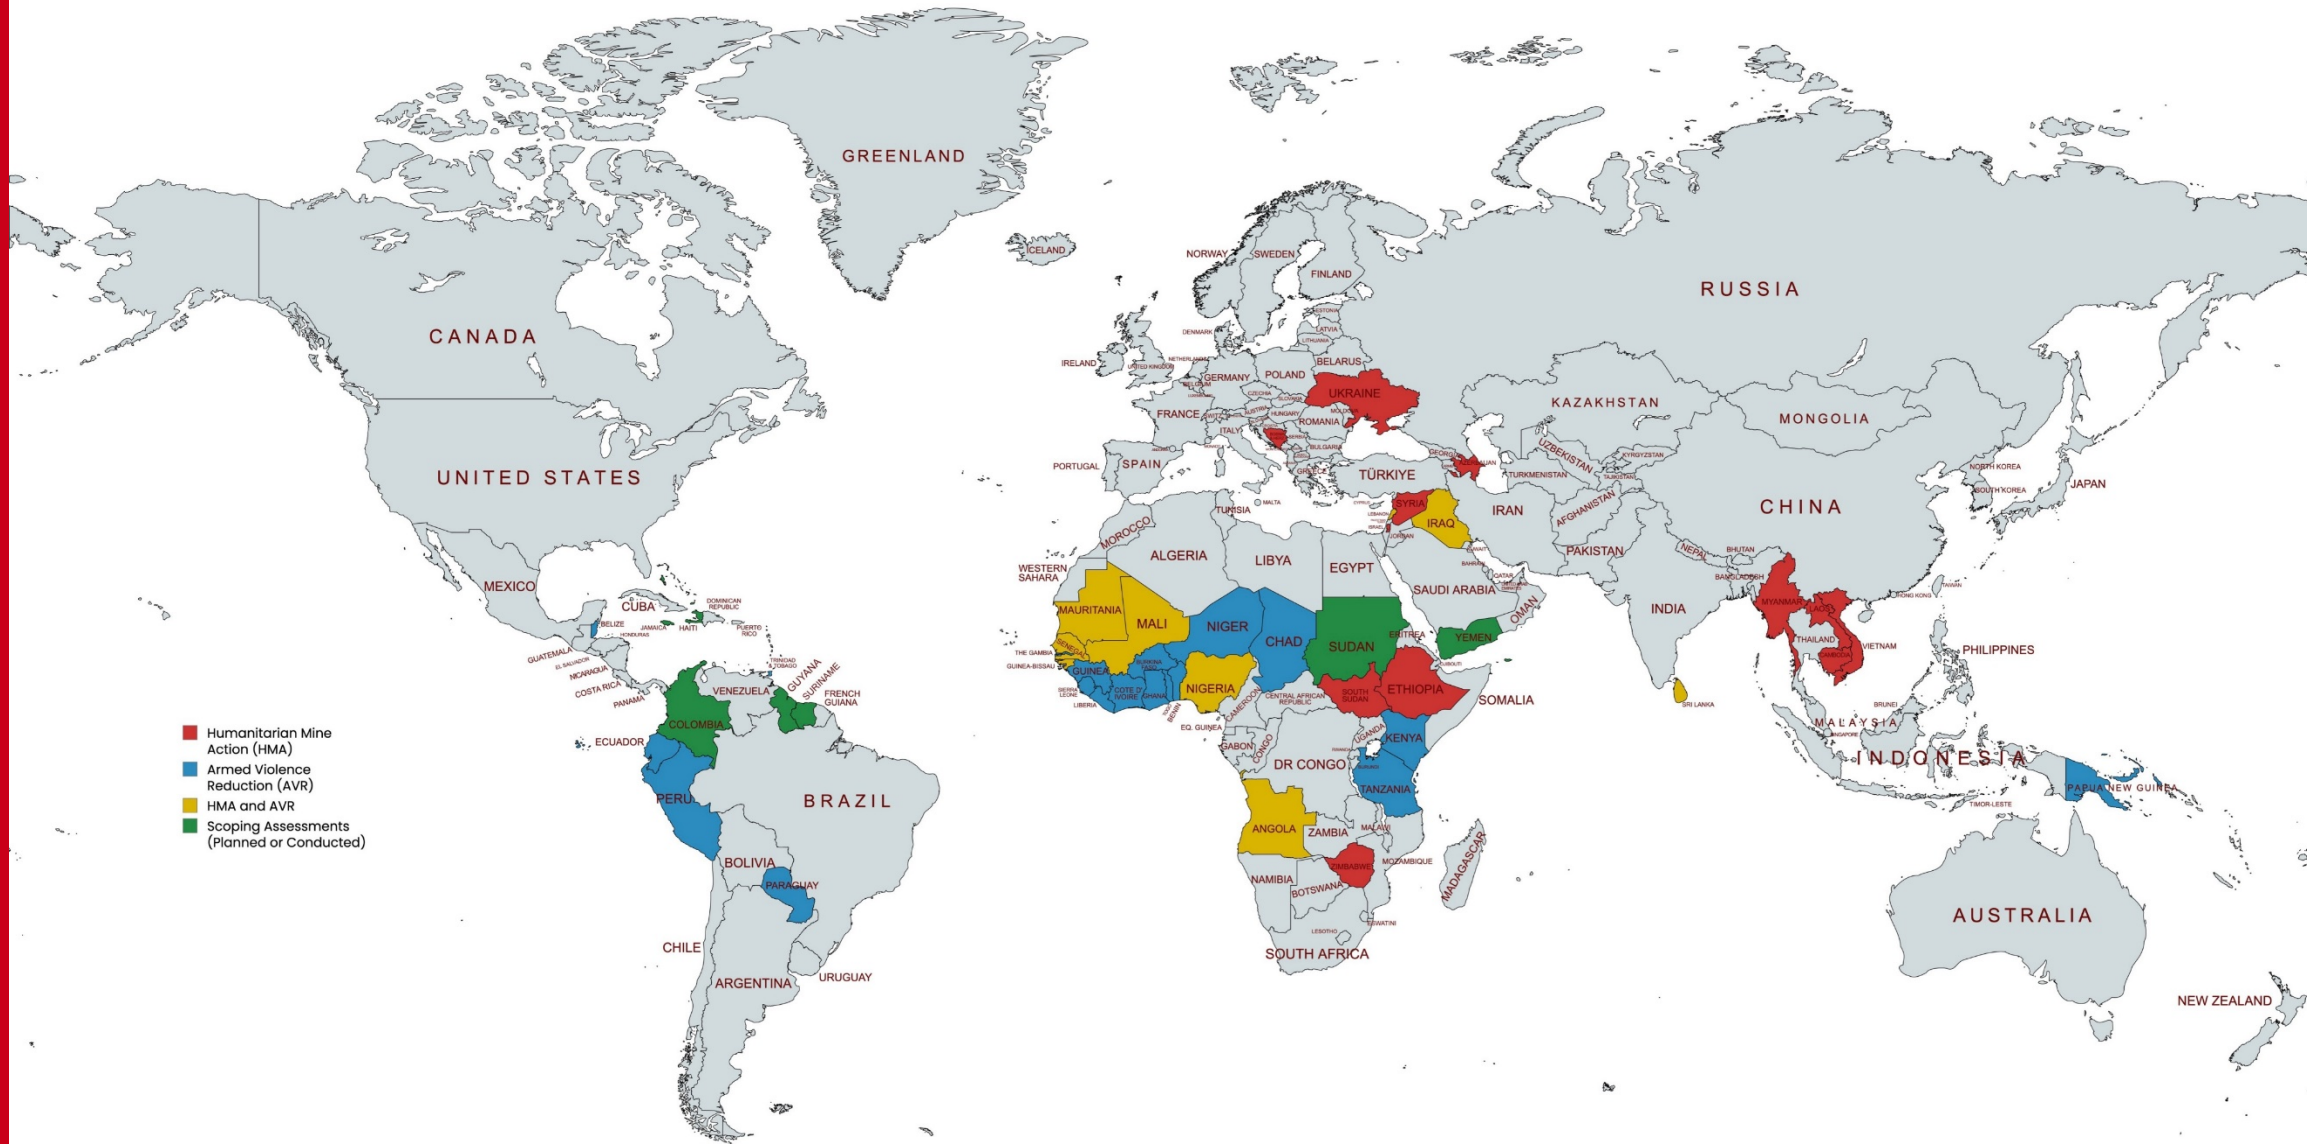 GREENLAND
ICELAND
NORWAY
SWEDEN
FINLAND
RUSSIA
CANADA
ESTONIA
LATVIA
LITHUANIA
DENMARK
IRELAND
UNITED KINGDOM
NETHERLANDS
BELGIUM
GERMANY
POLAND
BELARUS
UKRAINE
CZECHIA
SLOVAKIA
FRANCE
AUSTRIA
HUNGARY
MOLDOVA
ROMANIA
ITALY
SERBIA
BULGARIA
KAZAKHSTAN
MONGOLIA
UNITED STATES
PORTUGAL
SPAIN
GREECE
TÜRKIYE
GEORGIA
AZERBAIJAN
UZBEKISTAN
KYRGYZSTAN
TURKMENISTAN
TAJIKISTAN
NORTH KOREA
SOUTH KOREA
JAPAN
CHINA
MALTA
TUNISIA
CYPRUS
SYRIA
LEBANON
ISRAEL
IRAQ
IRAN
AFGHANISTAN
JORDAN
KUWAIT
PAKISTAN
NEPAL
BHUTAN
MOROCCO
ALGERIA
LIBYA
EGYPT
BAHRAIN
QATAR
SAUDI ARABIA
OMAN
BANGLADESH
TAIWAN
HONG KONG
WESTERN
SAHARA
MEXICO
CUBA
DOMINICAN
REPUBLIC
BELIZE
JAMAICA
HAITI
PUERTO
RICO
HONDURAS
GUATEMALA
EL SALVADOR
NICARAGUA
COSTA RICA
PANAMA
TRINIDAD
& TOBAGO
VENEZUELA
GUYANA
SURINAME
FRENCH
GUIANA
COLOMBIA
ECUADOR
MAURITANIA
MALI
NIGER
CHAD
SUDAN
ERITREA
YEMEN
INDIA
MYANMAR
LAOS
THAILAND
VIETNAM
CAMBODIA
PHILIPPINES
SENEGAL
THE GAMBIA
GUINEA-BISSAU
GUINEA
BURKINA
FASO
SIERRA
LEONE
LIBERIA
COTE D'
IVOIRE
GHANA
TOGO
BENIN
NIGERIA
CAMEROON
CENTRAL AFRICAN
REPUBLIC
SOUTH
SUDAN
ETHIOPIA
DJIBOUTI
SOMALIA
SRI LANKA
BRUNEI
MALAYSIA
SINGAPORE
INDONESIA
EQ. GUINEA
GABON
CONGO
UGANDA
KENYA
RWANDA
BURUNDI
DR CONGO
TANZANIA
PAPUA NEW GUINEA
TIMOR-LESTE
Humanitarian Mine
Action (HMA)
Armed Violence
Reduction (AVR)
HMA and AVR
Scoping Assessments
(Planned or Conducted)
PERU
BRAZIL
BOLIVIA
PARAGUAY
CHILE
ARGENTINA
URUGUAY
ANGOLA
ZAMBIA
MALAWI
ZIMBABWE
MOZAMBIQUE
MADAGASCAR
NAMIBIA
BOTSWANA
ESWATINI
LESOTHO
SOUTH AFRICA
AUSTRALIA
NEW ZEALAND